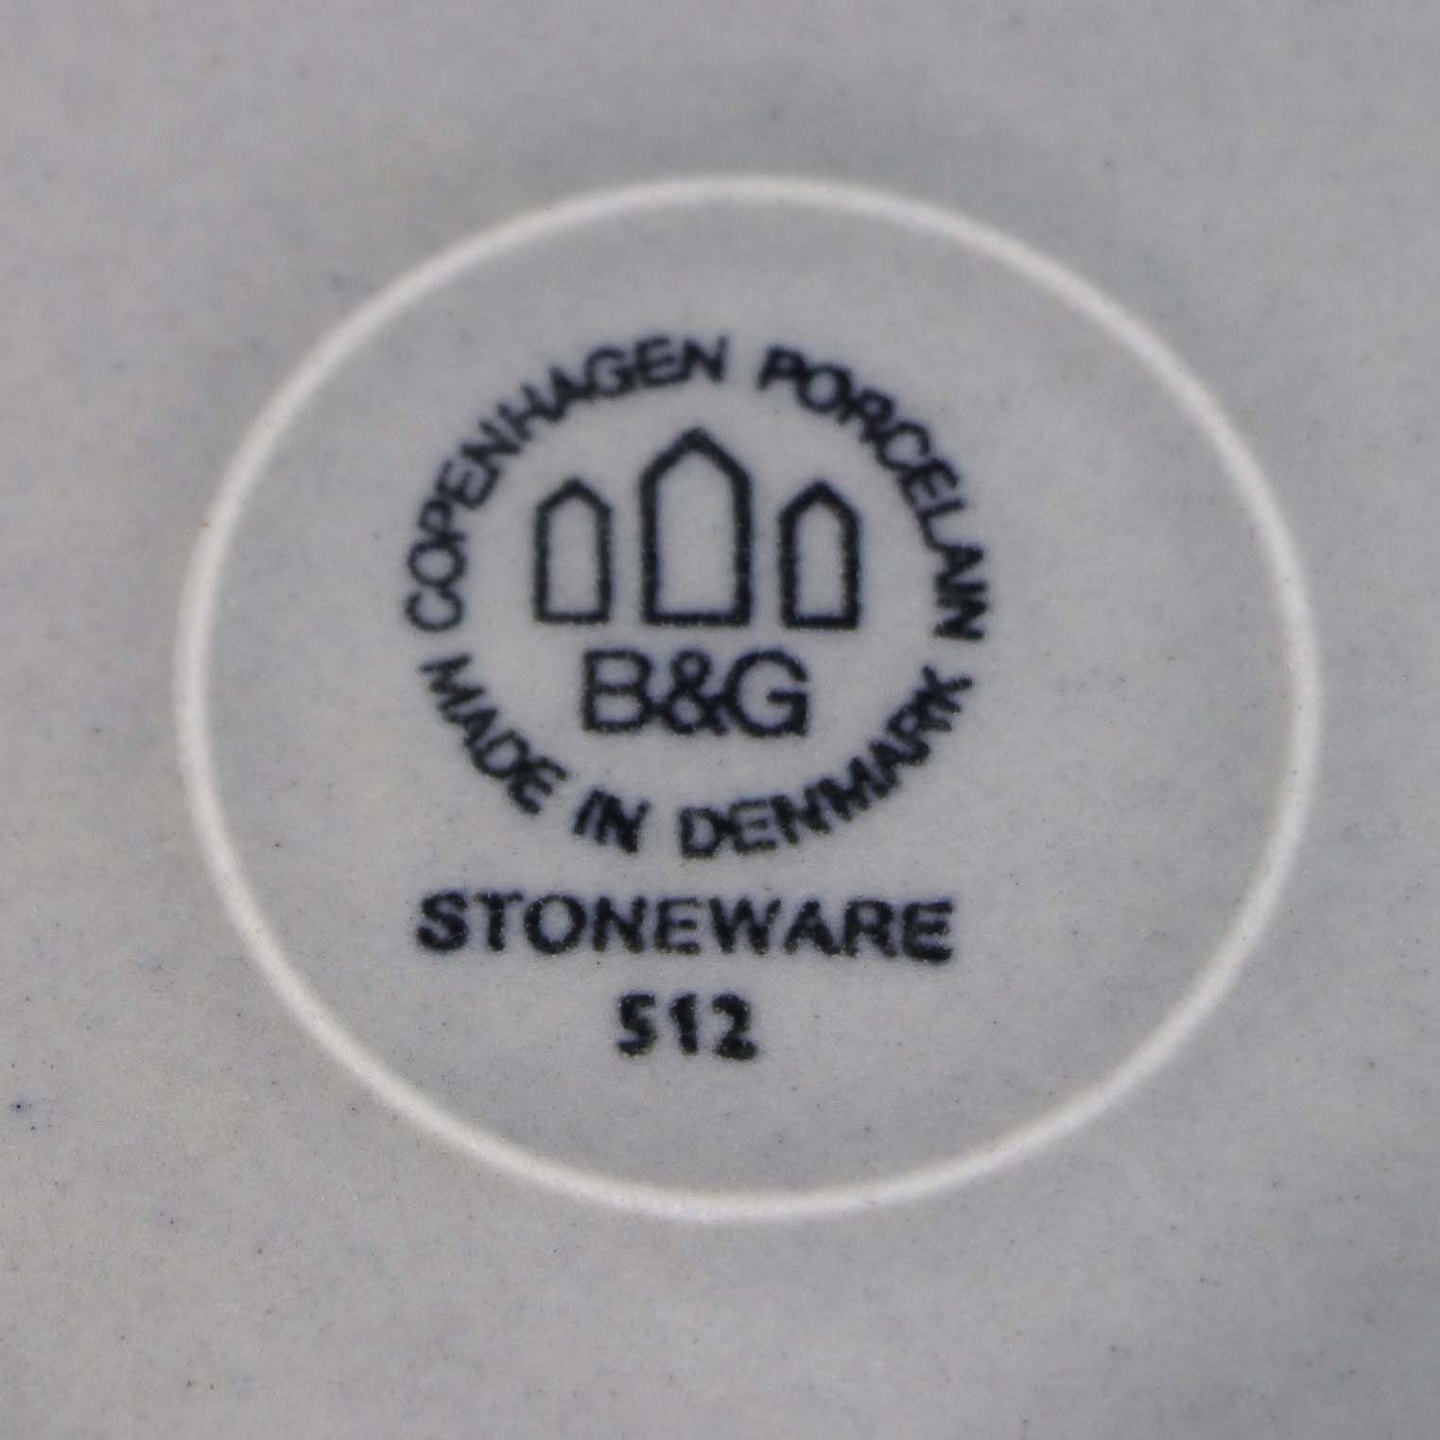 COPENHAGEN PORCELAIN
B&G
MADE IN DENMARK
STONEWARE
512